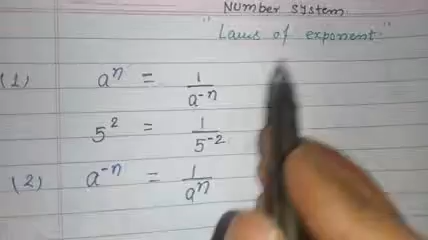 Number System
"Laws of exponent"
(1) aⁿ = 1/a⁻ⁿ
5² = 1/5⁻²
(2) a⁻ⁿ = 1/aⁿ